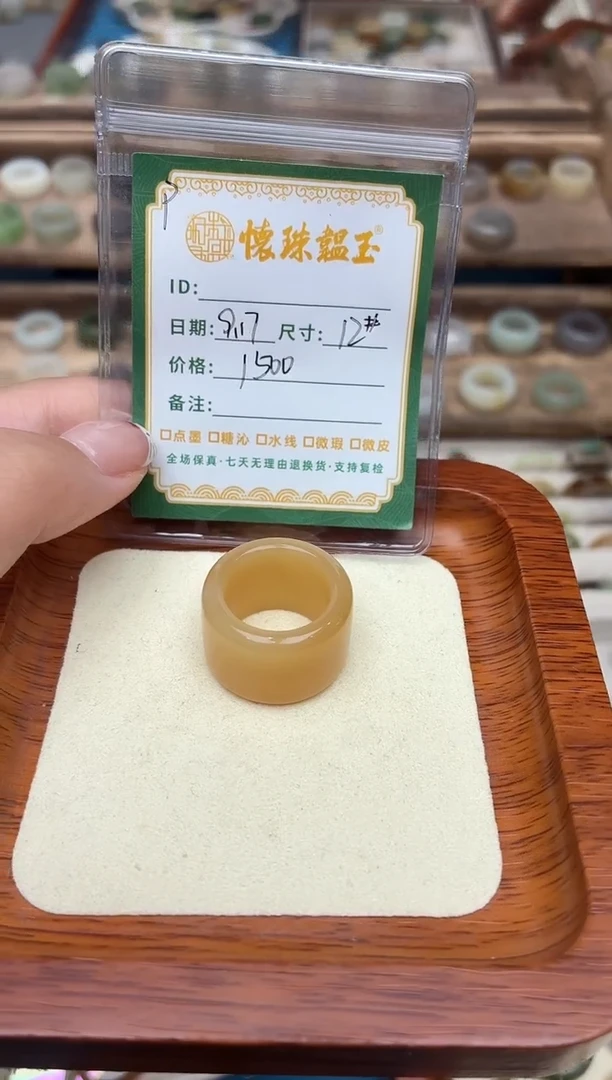 P
懷珠韞玉®
ID:
日期: 9.17 尺寸: 12#
价格: 1500
备注:
☐点墨 ☐糖沁 ☐水线 ☐微瑕 ☐微皮
全场保真·七天无理由退换货·支持复检